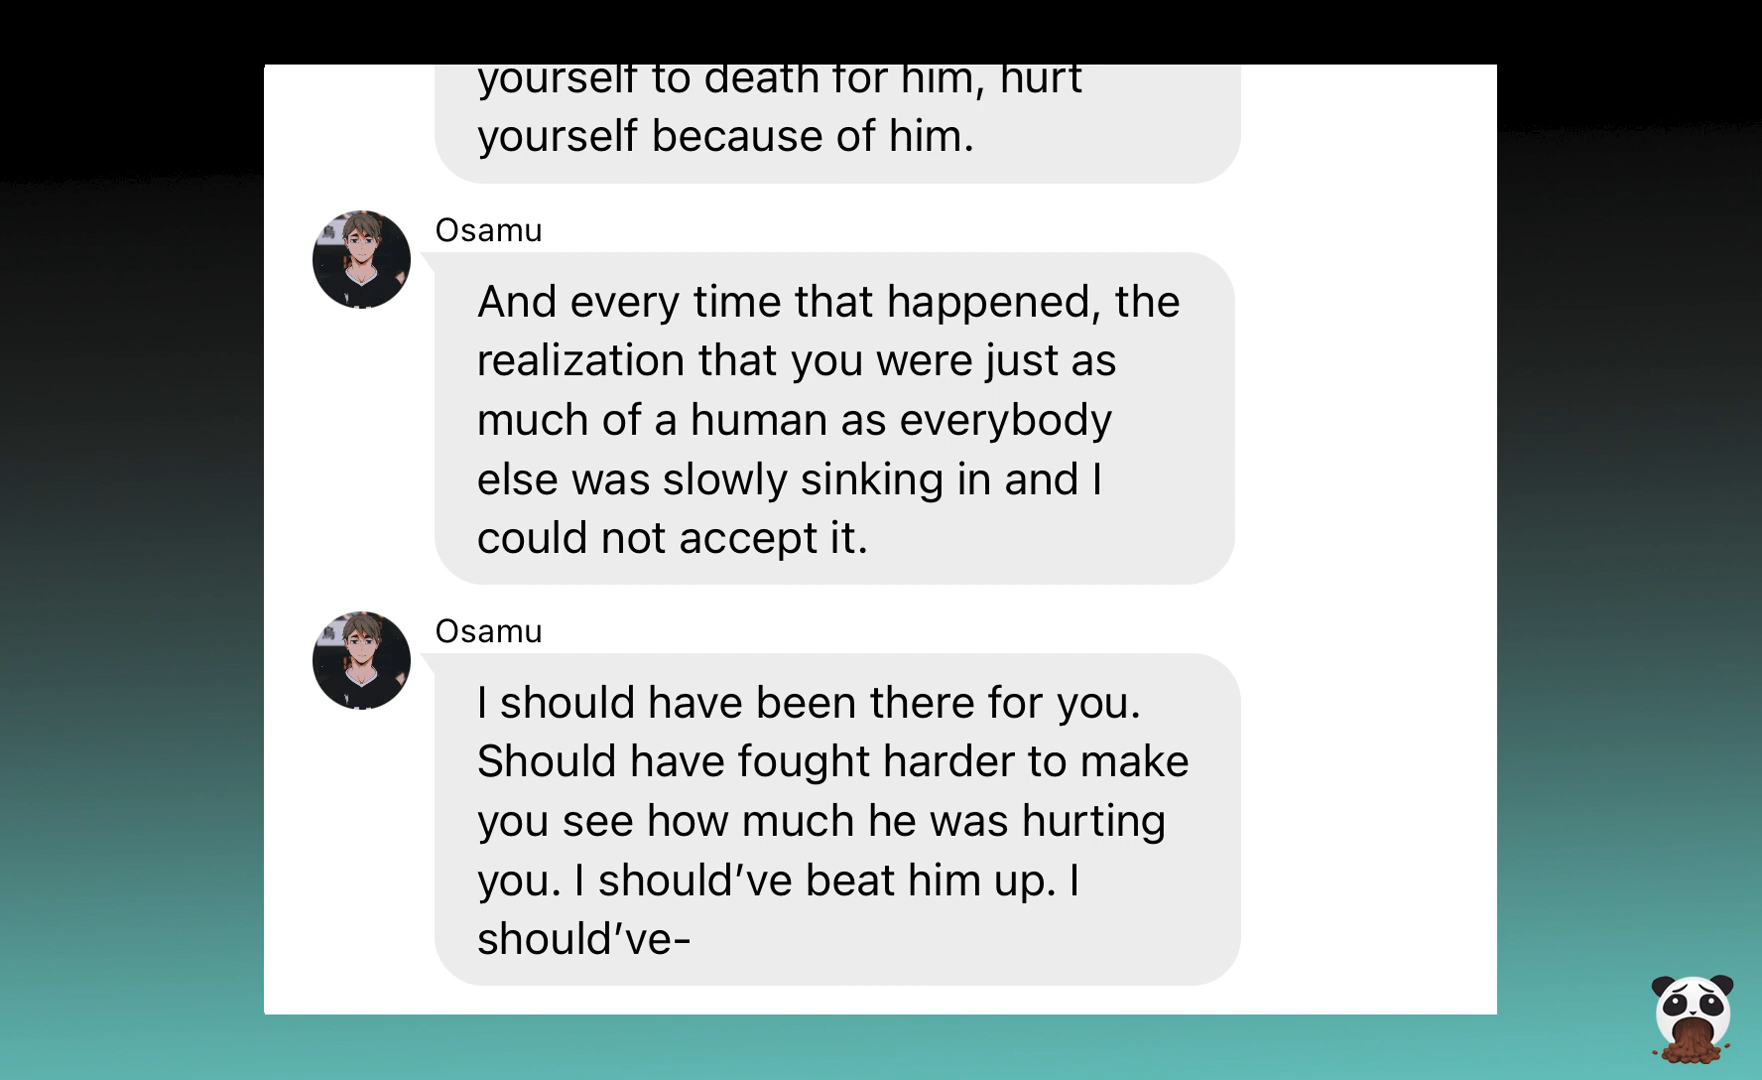 yourself to death for him, hurt
yourself because of him.
Osamu
And every time that happened, the
realization that you were just as
much of a human as everybody
else was slowly sinking in and I
could not accept it.
Osamu
I should have been there for you.
Should have fought harder to make
you see how much he was hurting
you. I should’ve beat him up. I
should’ve-